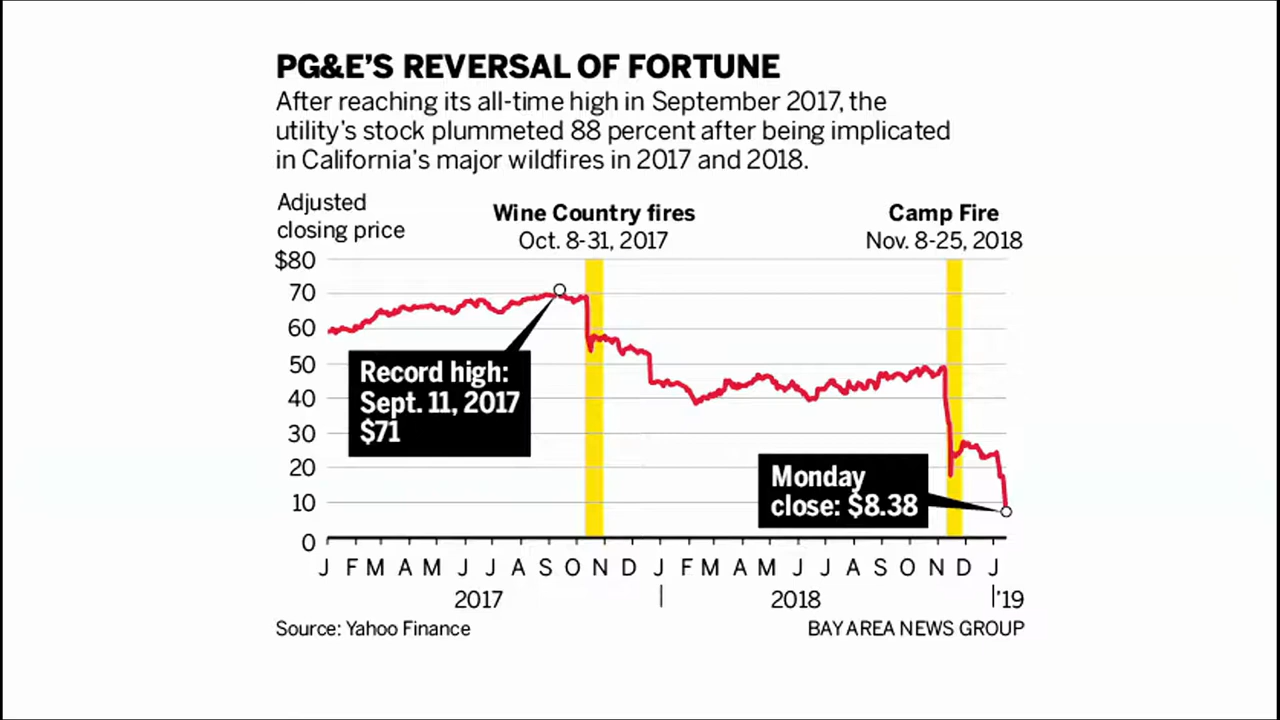 PG&E'S REVERSAL OF FORTUNE
After reaching its all-time high in September 2017, the
utility's stock plummeted 88 percent after being implicated
in California's major wildfires in 2017 and 2018.
Adjusted
closing price
Wine Country fires
Oct. 8-31, 2017
Camp Fire
Nov. 8-25, 2018
$80
70
60
50
40
30
20
10
0
Record high:
Sept. 11, 2017
$71
Monday
close: $8.38
J F M A M J J A S O N D J F M A M J J A S O N D J
2017 | 2018 |'19
Source: Yahoo Finance
BAY AREA NEWS GROUP